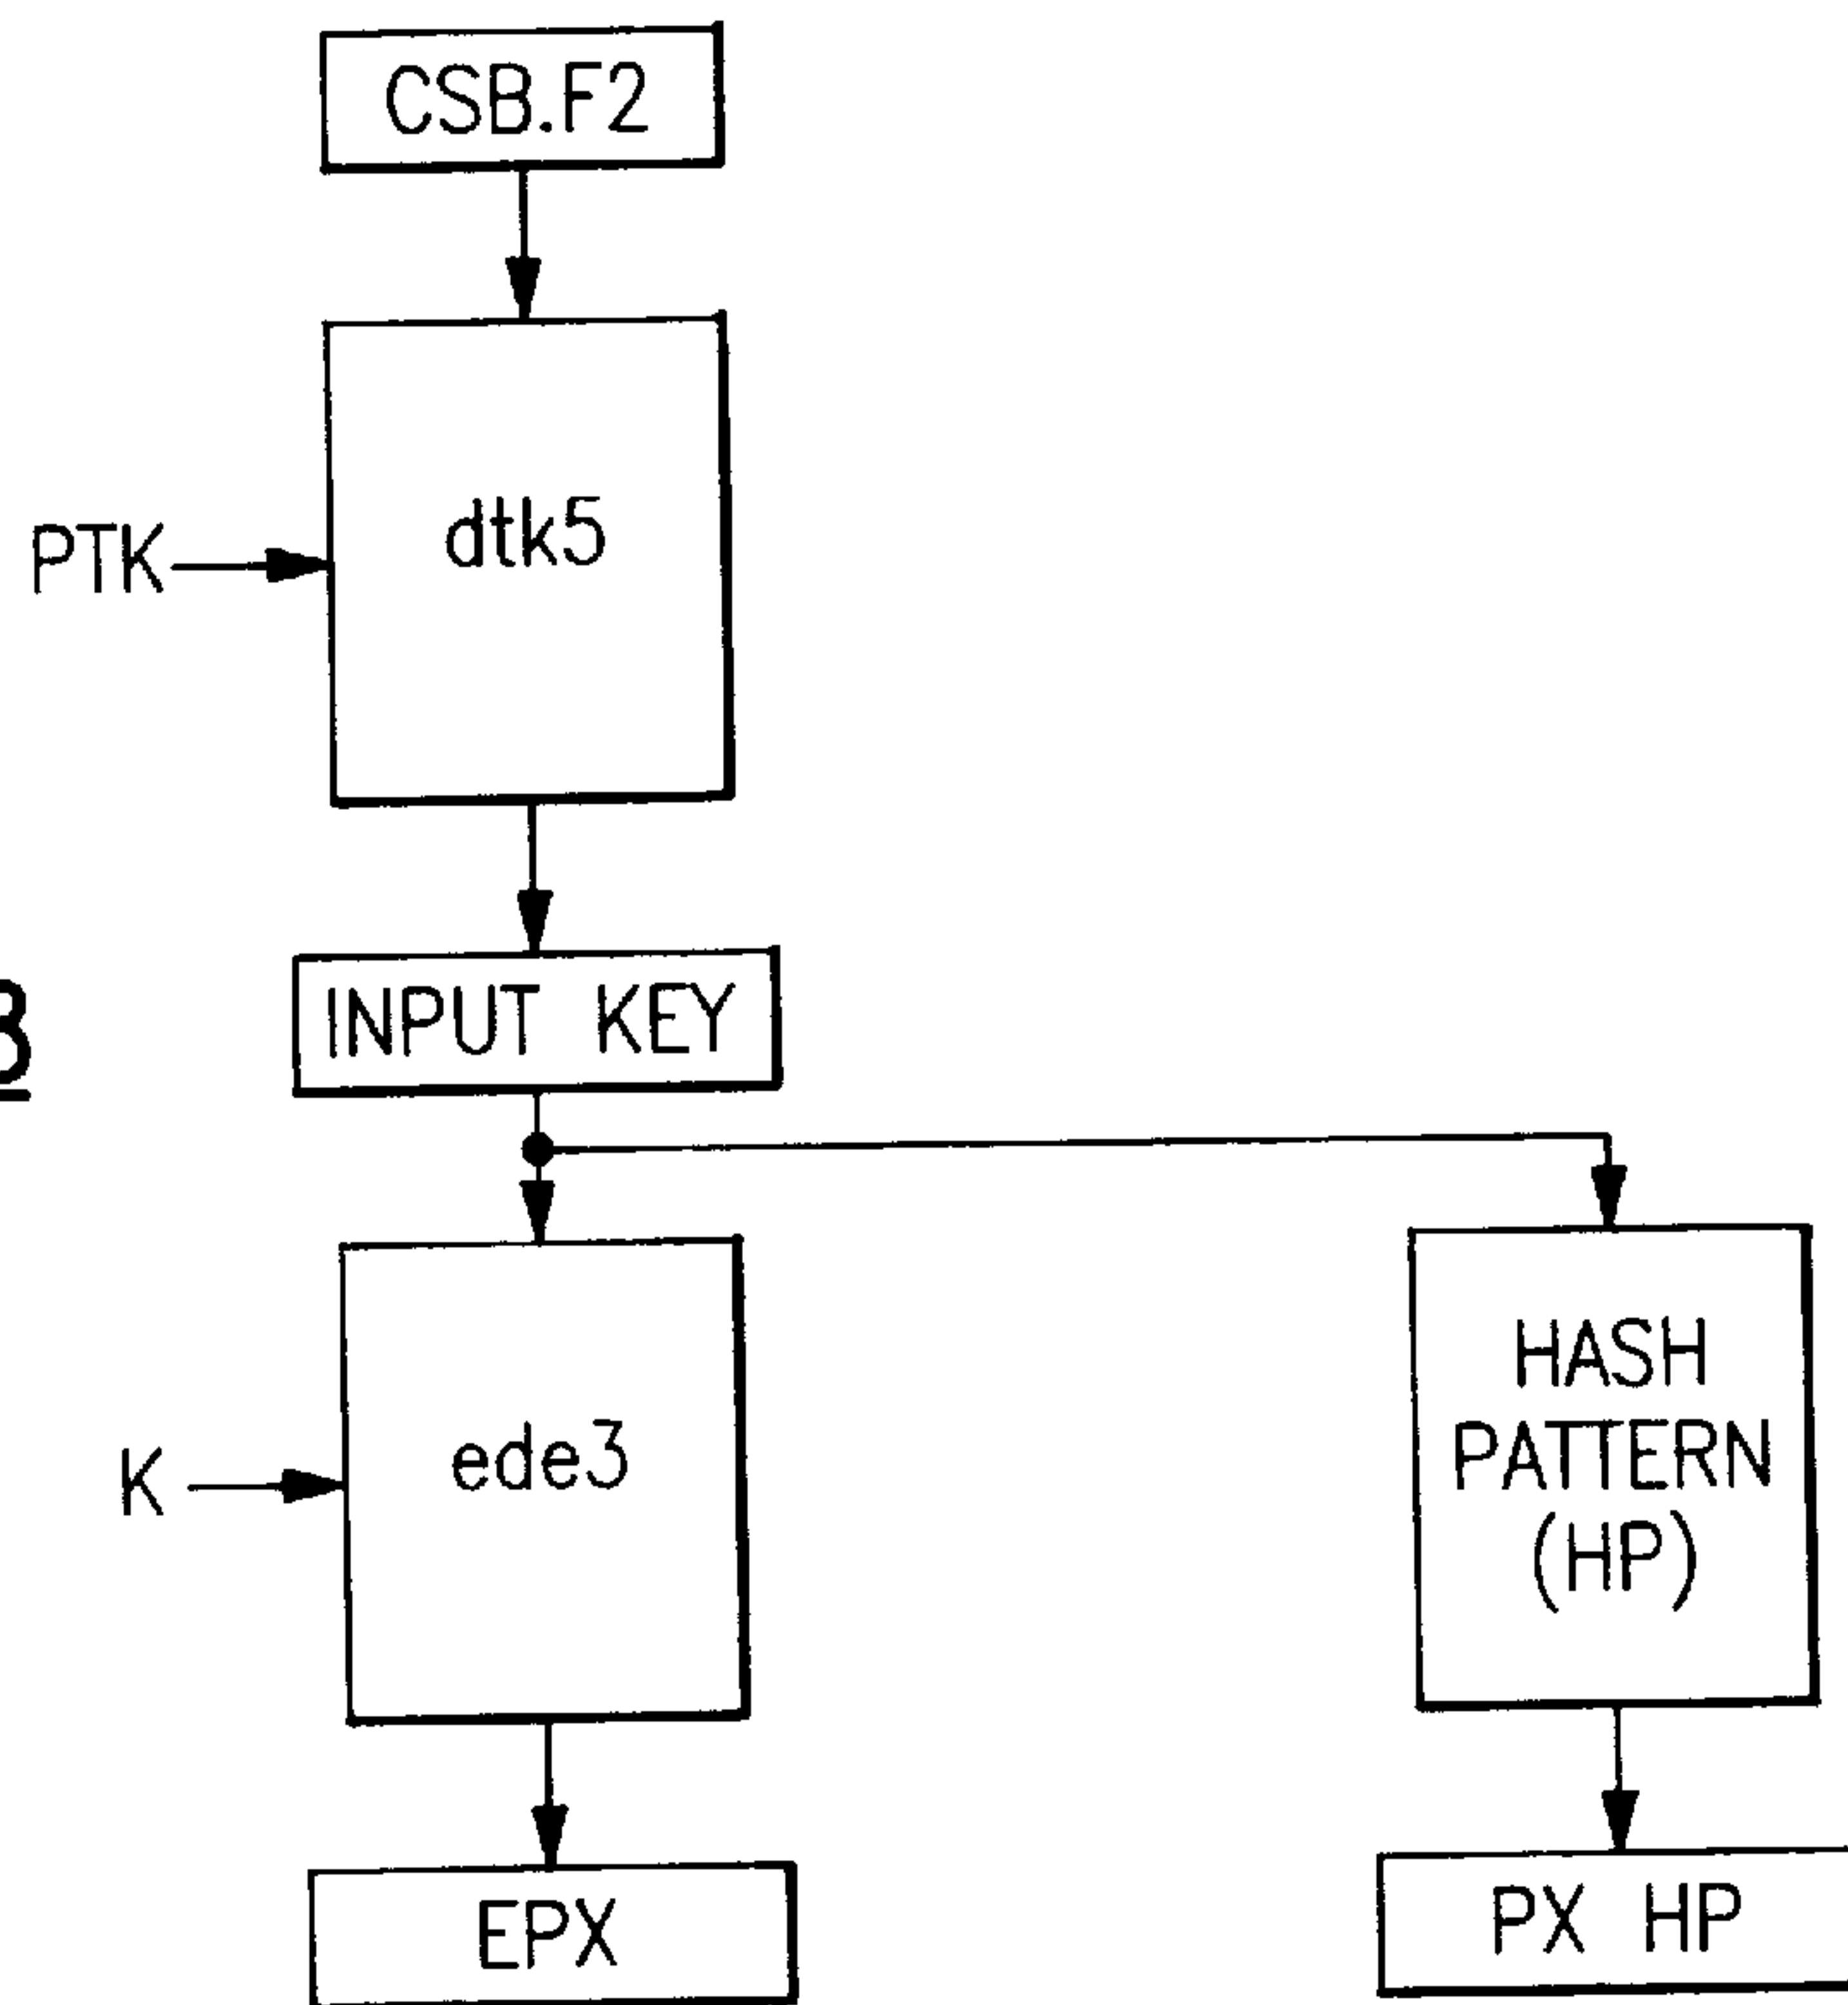 CSB.F2
dtk5
PTK
INPUT KEY
ede3
K
HASH
PATTERN
(HP)
EPX
PX HP